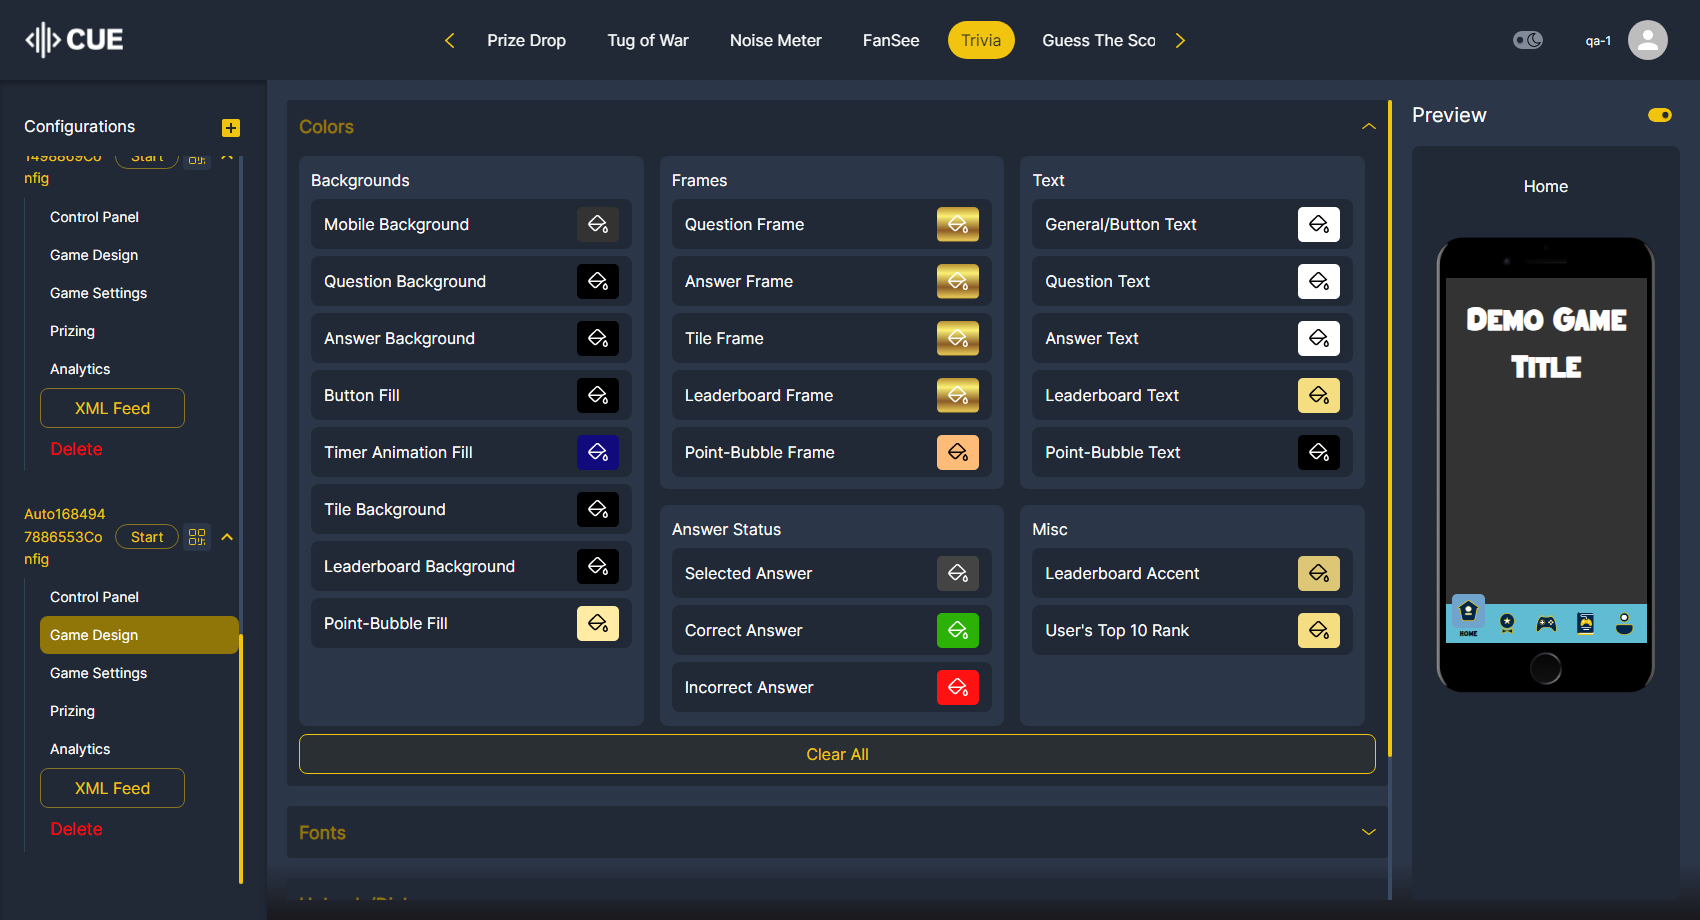 CUE
Prize Drop
Tug of War
Noise Meter
FanSee
Trivia
Guess The Sco
qa-1
Configurations
1498869Co
nfig
Start
Control Panel
Game Design
Game Settings
Prizing
Analytics
XML Feed
Delete
Auto168494
7886553Co
nfig
Start
Control Panel
Game Design
Game Settings
Prizing
Analytics
XML Feed
Delete
Colors
Backgrounds
Mobile Background
Question Background
Answer Background
Button Fill
Timer Animation Fill
Tile Background
Leaderboard Background
Point-Bubble Fill
Frames
Question Frame
Answer Frame
Tile Frame
Leaderboard Frame
Point-Bubble Frame
Text
General/Button Text
Question Text
Answer Text
Leaderboard Text
Point-Bubble Text
Answer Status
Selected Answer
Correct Answer
Incorrect Answer
Misc
Leaderboard Accent
User's Top 10 Rank
Clear All
Fonts
Preview
Home
Demo Game
Title
HOME